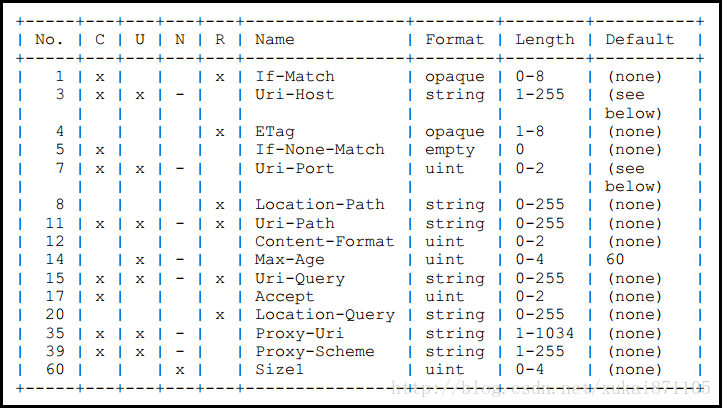 +-----+---+---+---+---+----------------+--------+--------+----------+
| No. | C | U | N | R | Name           | Format | Length | Default  |
+-----+---+---+---+---+----------------+--------+--------+----------+
|   1 | x |   |   | x | If-Match       | opaque | 0-8    | (none)   |
|   3 | x | x | - |   | Uri-Host       | string | 1-255  | (see     |
|     |   |   |   |   |                |        |        | below)   |
|   4 |   |   |   | x | ETag           | opaque | 1-8    | (none)   |
|   5 | x |   |   |   | If-None-Match  | empty  | 0      | (none)   |
|   7 | x | x | - |   | Uri-Port       | uint   | 0-2    | (see     |
|     |   |   |   |   |                |        |        | below)   |
|   8 |   |   |   | x | Location-Path  | string | 0-255  | (none)   |
|  11 | x | x | - | x | Uri-Path       | string | 0-255  | (none)   |
|  12 |   |   |   |   | Content-Format | uint   | 0-2    | (none)   |
|  14 |   | x | - |   | Max-Age        | uint   | 0-4    | 60       |
|  15 | x | x | - | x | Uri-Query      | string | 0-255  | (none)   |
|  17 | x |   |   |   | Accept         | uint   | 0-2    | (none)   |
|  20 |   |   |   | x | Location-Query | string | 0-255  | (none)   |
|  35 | x | x | - |   | Proxy-Uri      | string | 1-1034 | (none)   |
|  39 | x | x | - |   | Proxy-Scheme   | string | 1-255  | (none)   |
|  60 |   |   | x |   | Size1          | uint   | 0-4    | (none)   |
+-----+---+---+---+---+----------------+--------+--------+----------+
http://blog.csdn.net/xukai871105